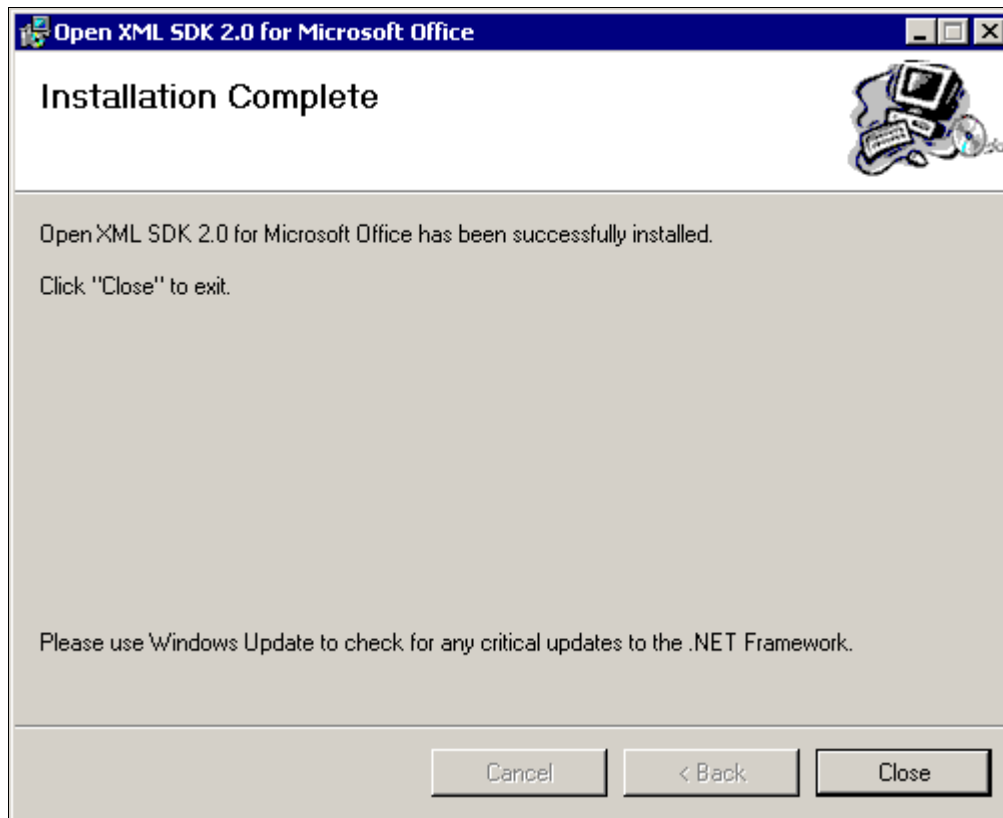 Open XML SDK 2.0 for Microsoft Office
Installation Complete
Open XML SDK 2.0 for Microsoft Office has been successfully installed.
Click "Close" to exit.
Please use Windows Update to check for any critical updates to the .NET Framework.
Cancel
< Back
Close